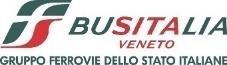 BUSITALIA
VENETO
GRUPPO FERROVIE DELLO STATO ITALIANE